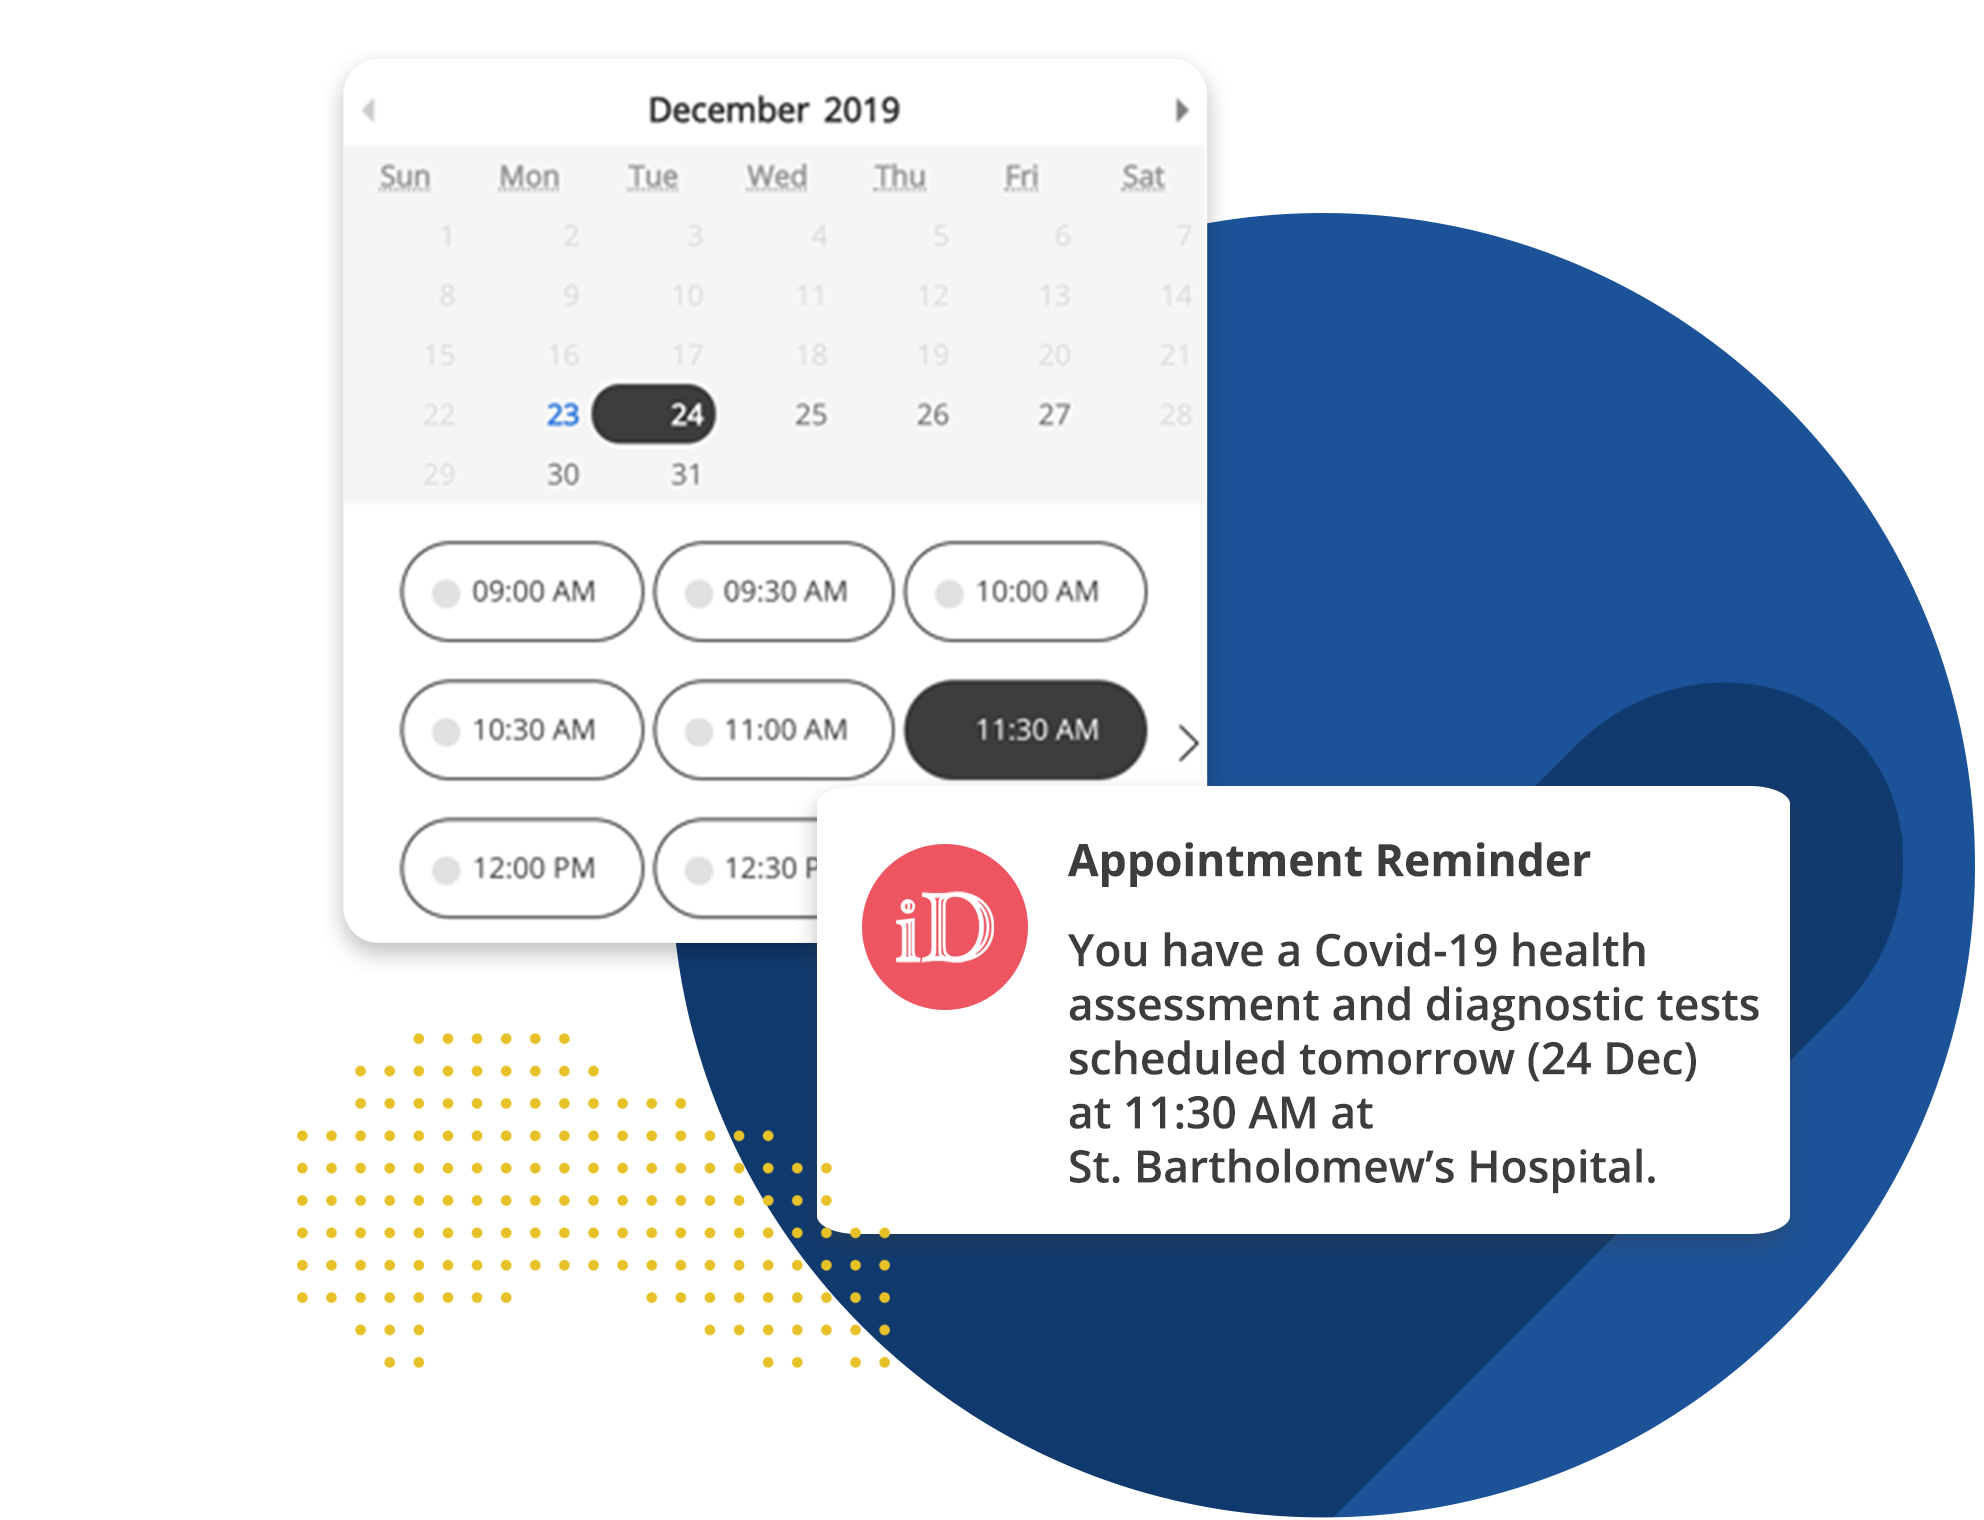 December 2019
Sun Mon Tue Wed Thu Fri Sat
1 2 3 4 5 6 7
8 9 10 11 12 13 14
15 16 17 18 19 20 21
22 23 24 25 26 27 28
29 30 31
09:00 AM 09:30 AM 10:00 AM
10:30 AM 11:00 AM 11:30 AM
12:00 PM 12:30 P
iD
Appointment Reminder
You have a Covid-19 health
assessment and diagnostic tests
scheduled tomorrow (24 Dec)
at 11:30 AM at
St. Bartholomew’s Hospital.